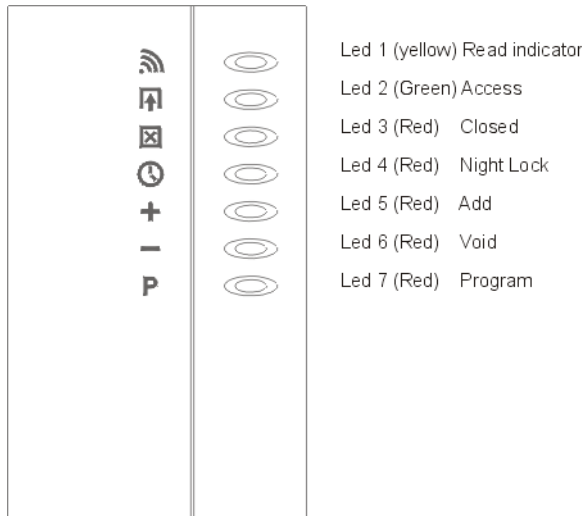 Led 1 (yellow) Read indicator
Led 2 (Green) Access
Led 3 (Red) Closed
Led 4 (Red) Night Lock
+ Led 5 (Red) Add
− Led 6 (Red) Void
P Led 7 (Red) Program